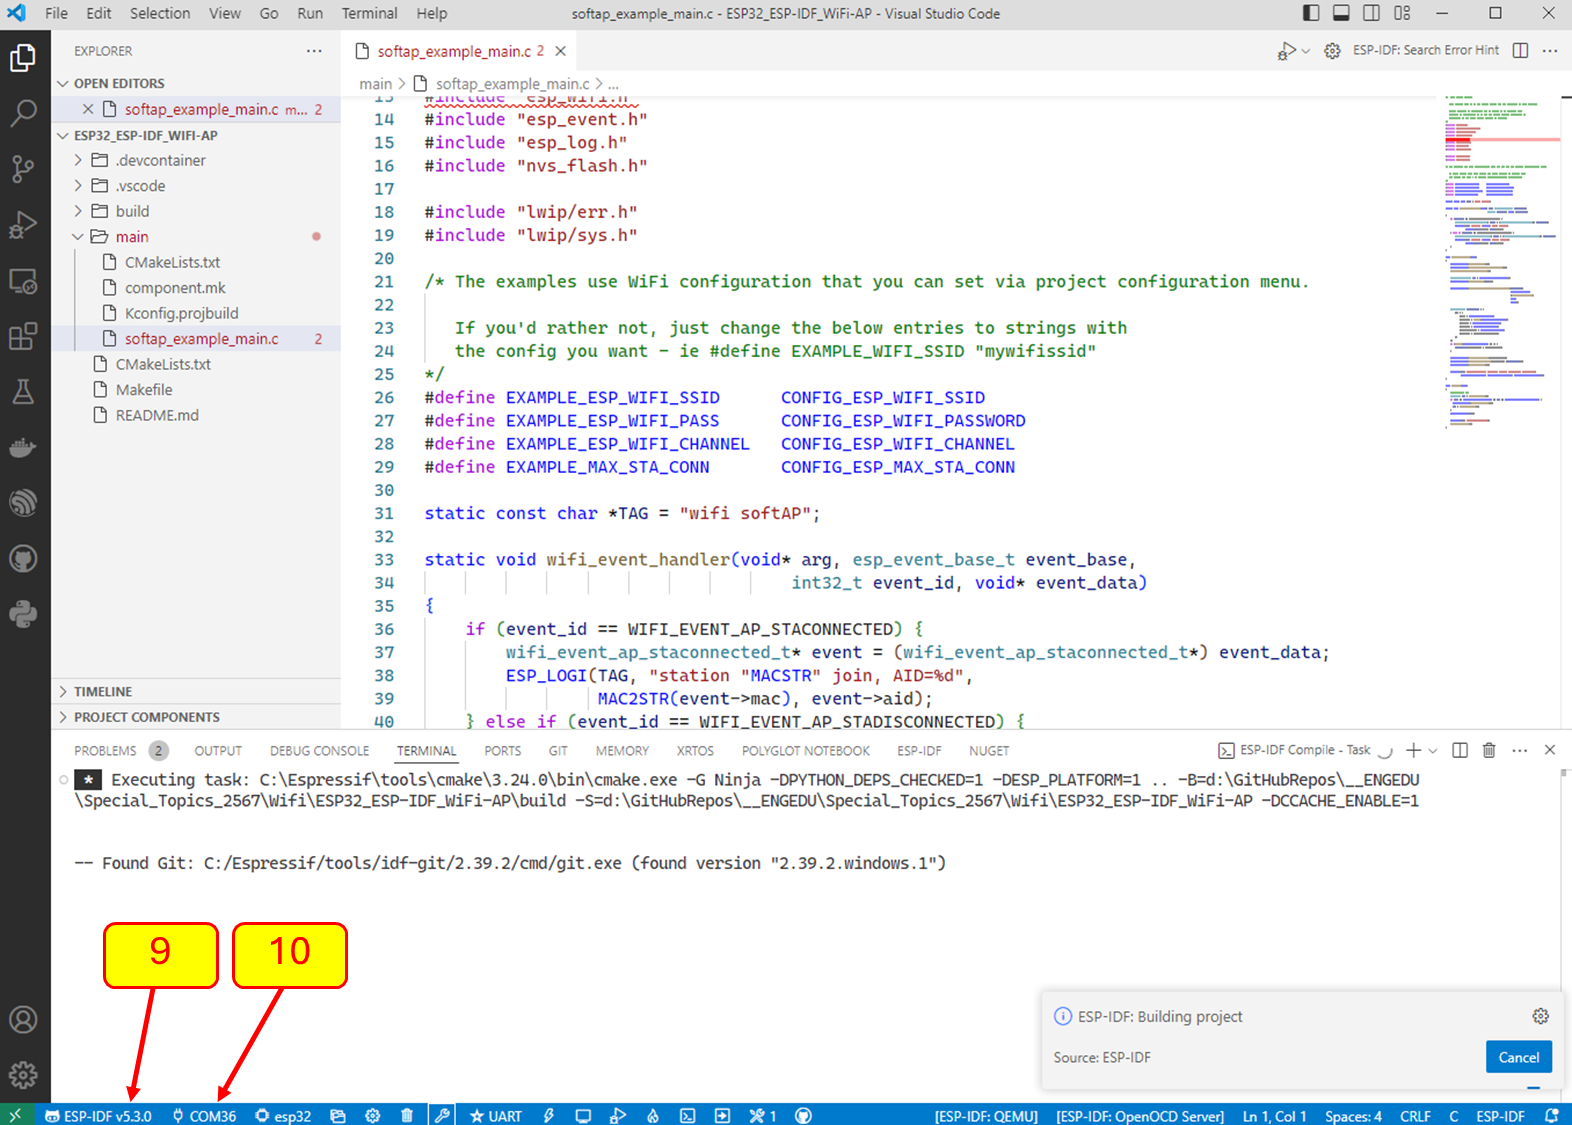 File Edit Selection View Go Run Terminal Help softap_example_main.c - ESP32_ESP-IDF_WiFi-AP - Visual Studio Code
EXPLORER
OPEN EDITORS
softap_example_main.c m... 2
ESP32_ESP-IDF_WIFI-AP
.devcontainer
.vscode
build
main
CMakeLists.txt
component.mk
Kconfig.projbuild
softap_example_main.c 2
CMakeLists.txt
Makefile
README.md
TIMELINE
PROJECT COMPONENTS
softap_example_main.c 2
ESP-IDF: Search Error Hint
main > softap_example_main.c > ...
13 #include "esp_wifi.h"
14 #include "esp_event.h"
15 #include "esp_log.h"
16 #include "nvs_flash.h"
17
18 #include "lwip/err.h"
19 #include "lwip/sys.h"
20
21 /* The examples use WiFi configuration that you can set via project configuration menu.
22
23 If you'd rather not, just change the below entries to strings with
24 the config you want - ie #define EXAMPLE_WIFI_SSID "mywifissid"
25 */
26 #define EXAMPLE_ESP_WIFI_SSID CONFIG_ESP_WIFI_SSID
27 #define EXAMPLE_ESP_WIFI_PASS CONFIG_ESP_WIFI_PASSWORD
28 #define EXAMPLE_ESP_WIFI_CHANNEL CONFIG_ESP_WIFI_CHANNEL
29 #define EXAMPLE_MAX_STA_CONN CONFIG_ESP_MAX_STA_CONN
30
31 static const char *TAG = "wifi softAP";
32
33 static void wifi_event_handler(void* arg, esp_event_base_t event_base,
34 int32_t event_id, void* event_data)
35 {
36 if (event_id == WIFI_EVENT_AP_STACONNECTED) {
37 wifi_event_ap_staconnected_t* event = (wifi_event_ap_staconnected_t*) event_data;
38 ESP_LOGI(TAG, "station "MACSTR" join, AID=%d",
39 MAC2STR(event->mac), event->aid);
40 } else if (event_id == WIFI_EVENT_AP_STADISCONNECTED) {
PROBLEMS 2 OUTPUT DEBUG CONSOLE TERMINAL PORTS GIT MEMORY XRTOS POLYGLOT NOTEBOOK ESP-IDF NUGET
ESP-IDF Compile - Task
* Executing task: C:\Espressif\tools\cmake\3.24.0\bin\cmake.exe -G Ninja -DPYTHON_DEPS_CHECKED=1 -DESP_PLATFORM=1 .. -B=d:\GitHubRepos\__ENGEDU
\Special_Topics_2567\Wifi\ESP32_ESP-IDF_WiFi-AP\build -S=d:\GitHubRepos\__ENGEDU\Special_Topics_2567\Wifi\ESP32_ESP-IDF_WiFi-AP -DCCACHE_ENABLE=1
-- Found Git: C:/Espressif/tools/idf-git/2.39.2/cmd/git.exe (found version "2.39.2.windows.1")
9 10
ESP-IDF: Building project
Source: ESP-IDF
Cancel
ESP-IDF v5.3.0 COM36 esp32 UART 1 [ESP-IDF: QEMU] [ESP-IDF: OpenOCD Server] Ln 1, Col 1 Spaces: 4 CRLF C ESP-IDF